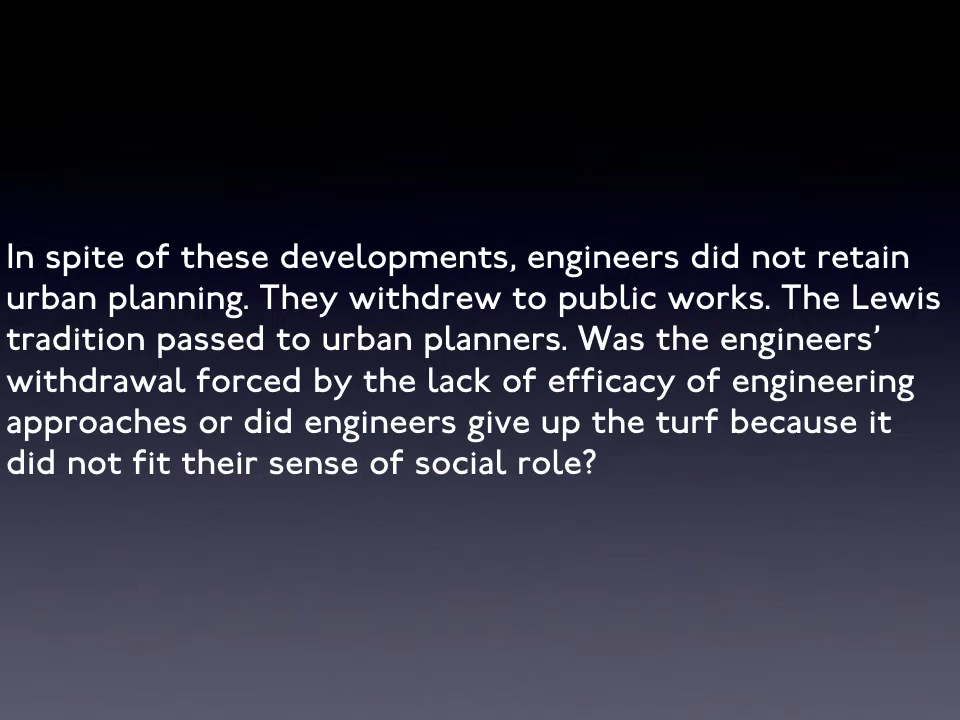 In spite of these developments, engineers did not retain
urban planning. They withdrew to public works. The Lewis
tradition passed to urban planners. Was the engineers’
withdrawal forced by the lack of efficacy of engineering
approaches or did engineers give up the turf because it
did not fit their sense of social role?